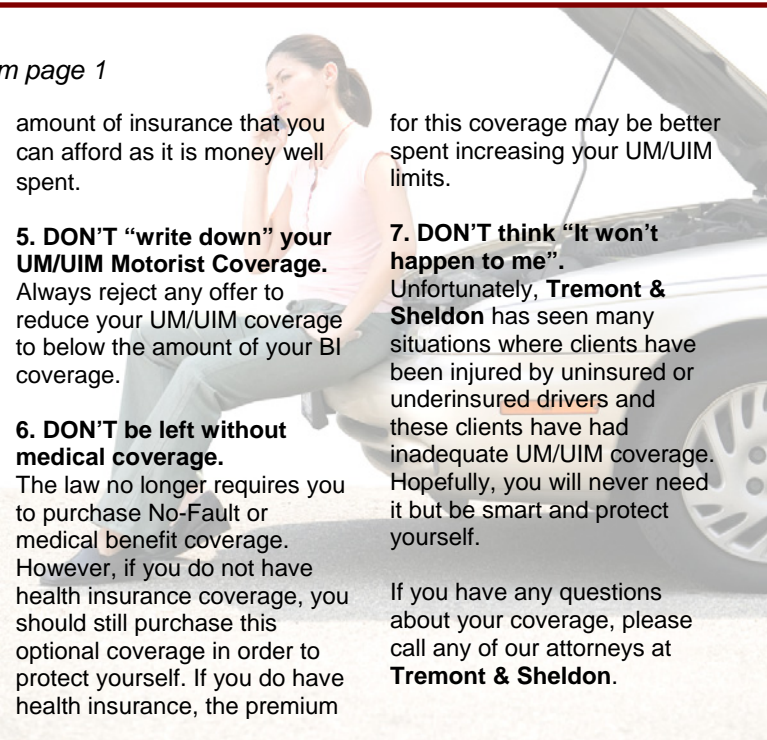 m page 1
amount of insurance that you
can afford as it is money well
spent.
5. DON’T “write down” your
UM/UIM Motorist Coverage.
Always reject any offer to
reduce your UM/UIM coverage
to below the amount of your BI
coverage.
6. DON’T be left without
medical coverage.
The law no longer requires you
to purchase No-Fault or
medical benefit coverage.
However, if you do not have
health insurance coverage, you
should still purchase this
optional coverage in order to
protect yourself. If you do have
health insurance, the premium
for this coverage may be better
spent increasing your UM/UIM
limits.
7. DON’T think “It won’t
happen to me”.
Unfortunately, Tremont &
Sheldon has seen many
situations where clients have
been injured by uninsured or
underinsured drivers and
these clients have had
inadequate UM/UIM coverage.
Hopefully, you will never need
it but be smart and protect
yourself.
If you have any questions
about your coverage, please
call any of our attorneys at
Tremont & Sheldon.